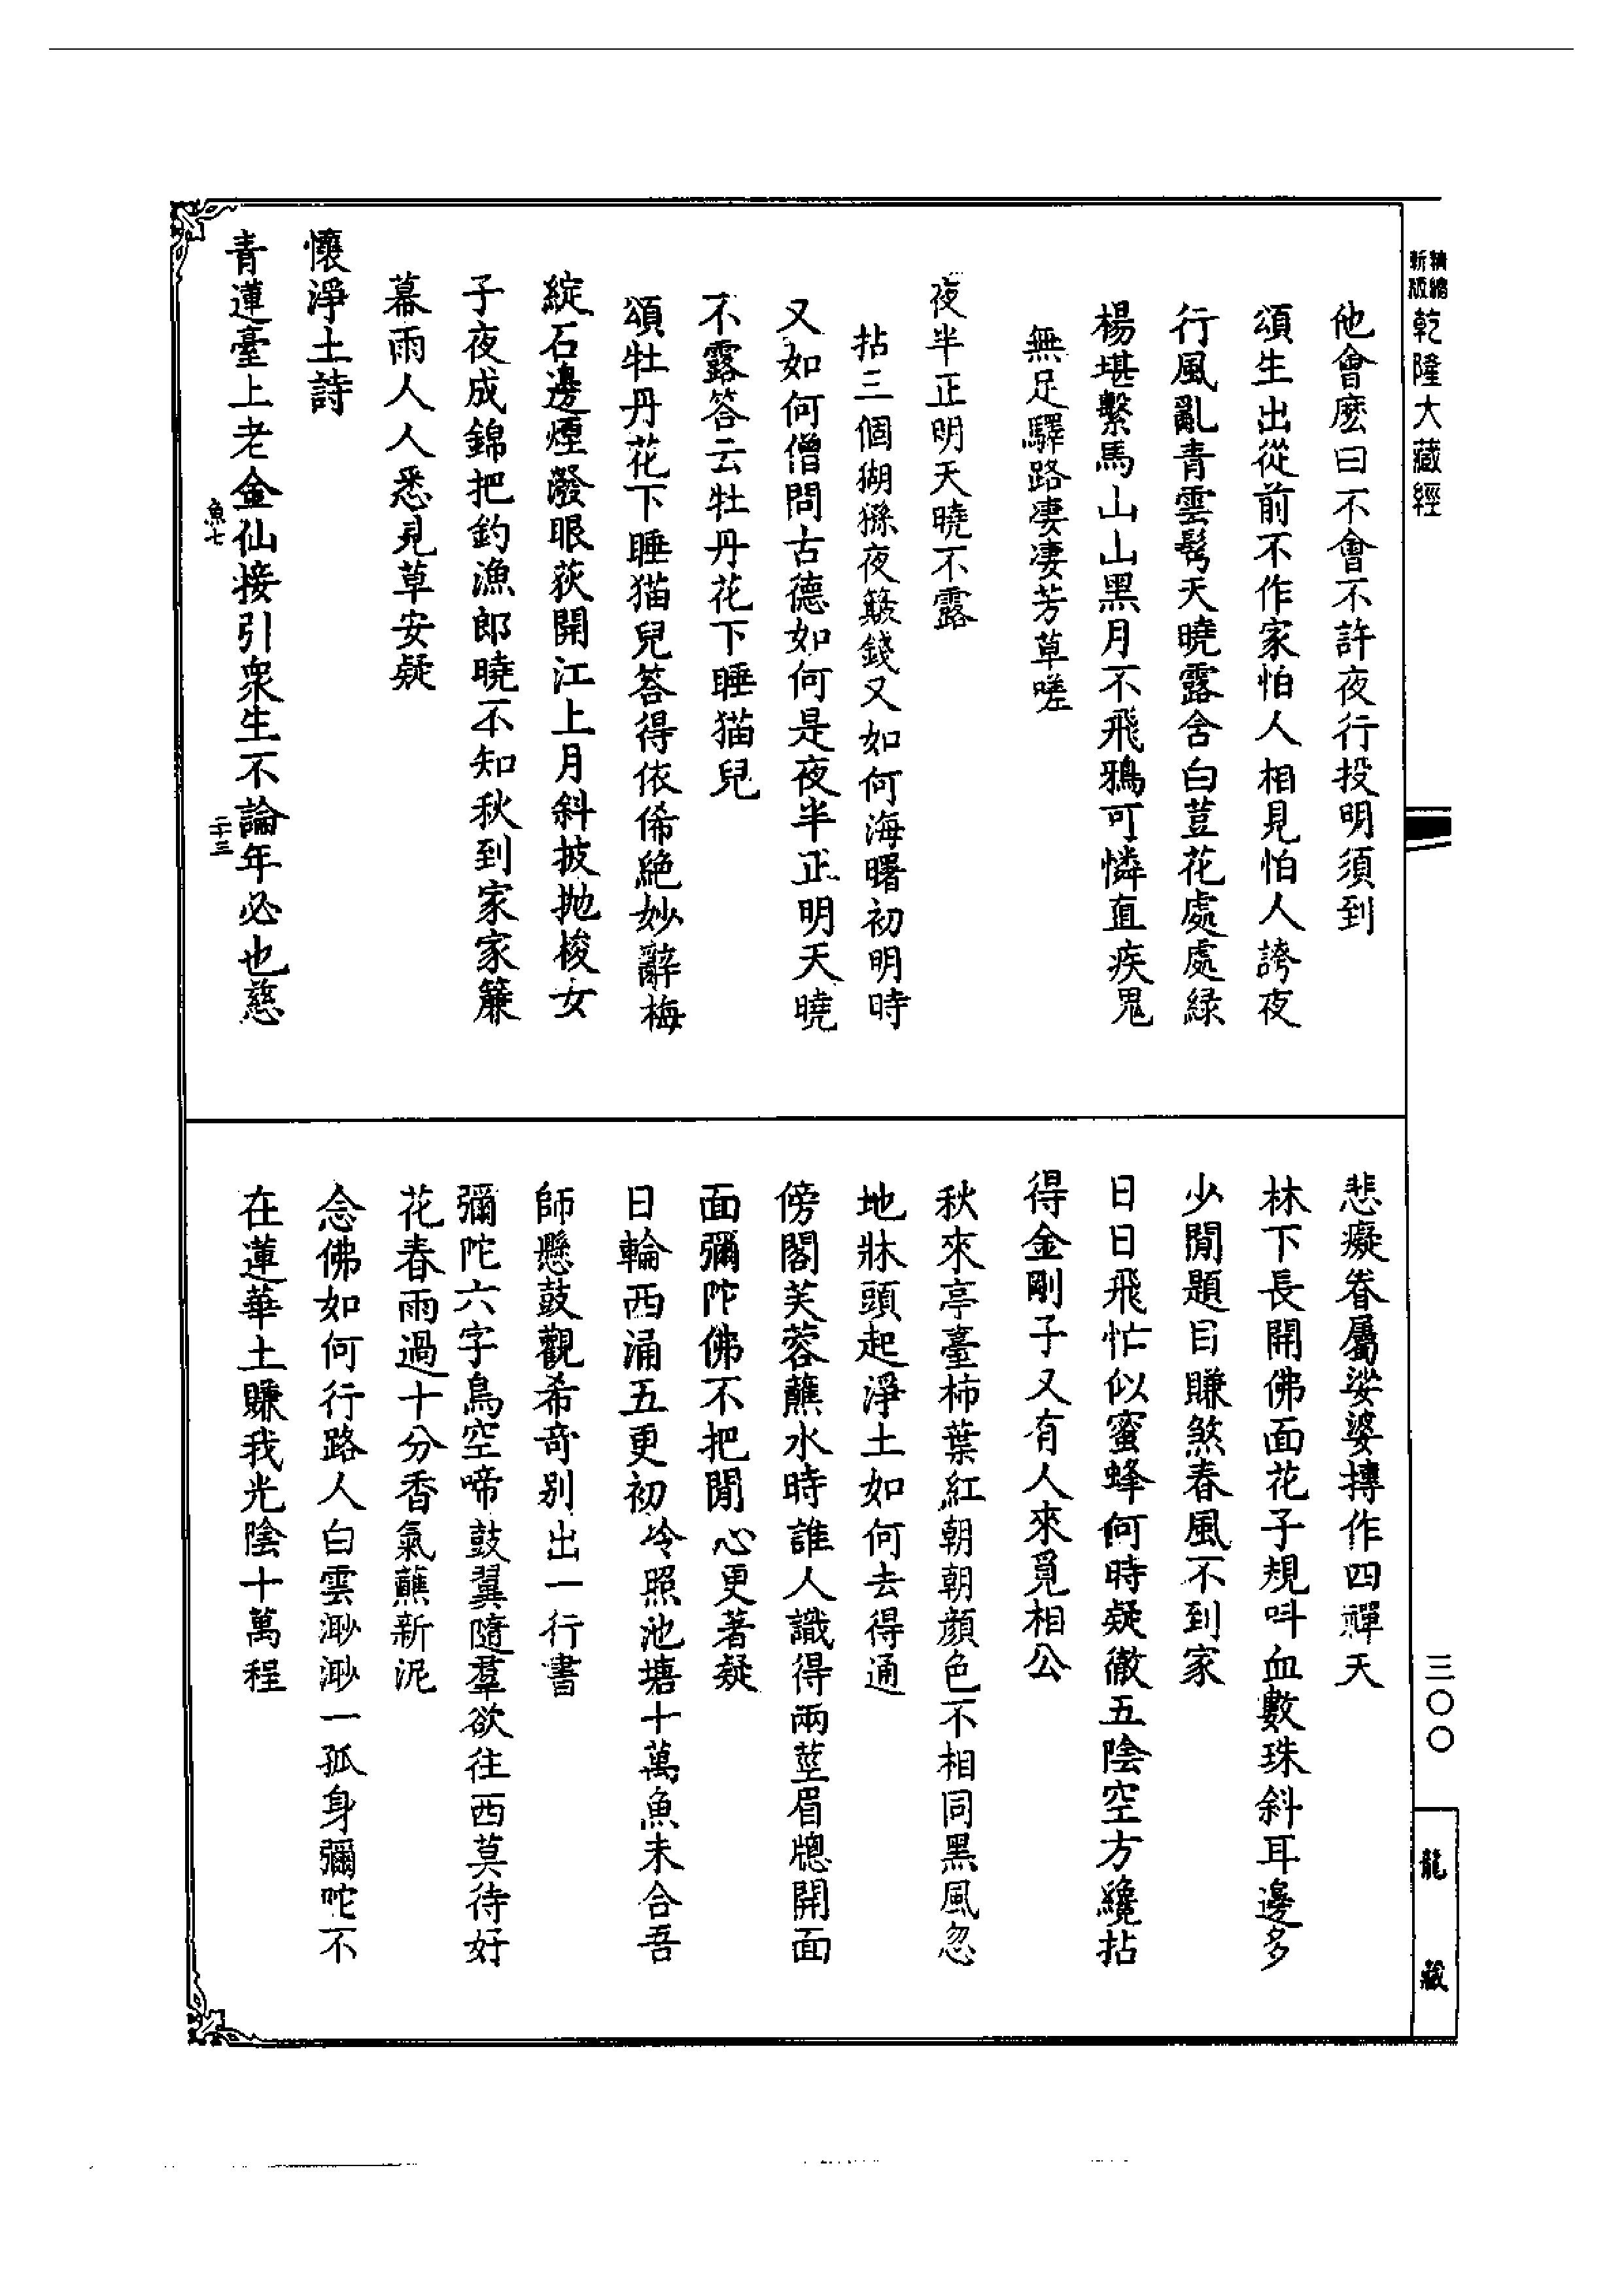 精縮
新版
乾隆大藏經
他會麽曰不會不許夜行投明須到
頌生出從前不作家怕人相見怕人誇夜
行風亂青雲髩天曉露含白荳花處處緑
楊堪繫馬山山黑月不飛鴉可憐直疾鬼
無足驛路凄凄芳草嗟
夜半正明天曉不露
拈三個猢猻夜簸錢又如何海曙初明時
又如何僧問古德如何是夜半正明天曉
不露答云牡丹花下睡猫兒
頌牡丹花下睡猫兒荅得依俙絶妙辭梅
綻石邊煙潑眼荻開江上月斜披抛梭女
子夜成錦把釣漁郎曉不知秋到家家簾
幕雨人人悉見草安疑
懷淨土詩
青蓮臺上老金仙接引衆生不論年必也慈
魚七
二十三
悲癡眷屬娑婆摶作四禪天
林下長開佛面花子規呌血數珠斜耳邊多
少閒題目賺煞春風不到家
日日飛忙似蜜蜂何時疑徹五陰空方纔拈
得金剛子又有人來覓相公
秋來亭臺柿葉紅朝朝顔色不相同黑風忽
地牀頭起淨土如何去得通
傍閣芙蓉蘸水時誰人識得兩莖眉牕開面
面彌陀佛不把閒心更著疑
日輪西涌五更初冷照池塘十萬魚未合吾
師懸鼓觀希奇別出一行書
彌陀六字鳥空啼鼓翼隨羣欲往西莫待好
花春雨過十分香氣蘸新泥
念佛如何行路人白雲渺渺一孤身彌陀不
在蓮華土賺我光陰十萬程
三〇〇
龍藏